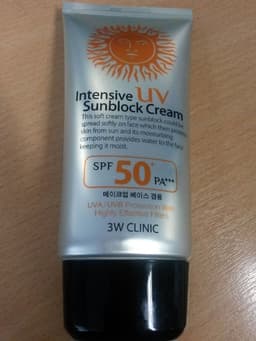 Intensive UV
Sunblock Cream
This soft cream type sunblock
spread softly on face which then
skin from sun and its moisturizing
component provides water to the face
keeping it moist.
SPF 50+ PA+++
메이크업 베이스 겸용
UVA/UVB Protection
Highly Effective Filters
3W CLINIC